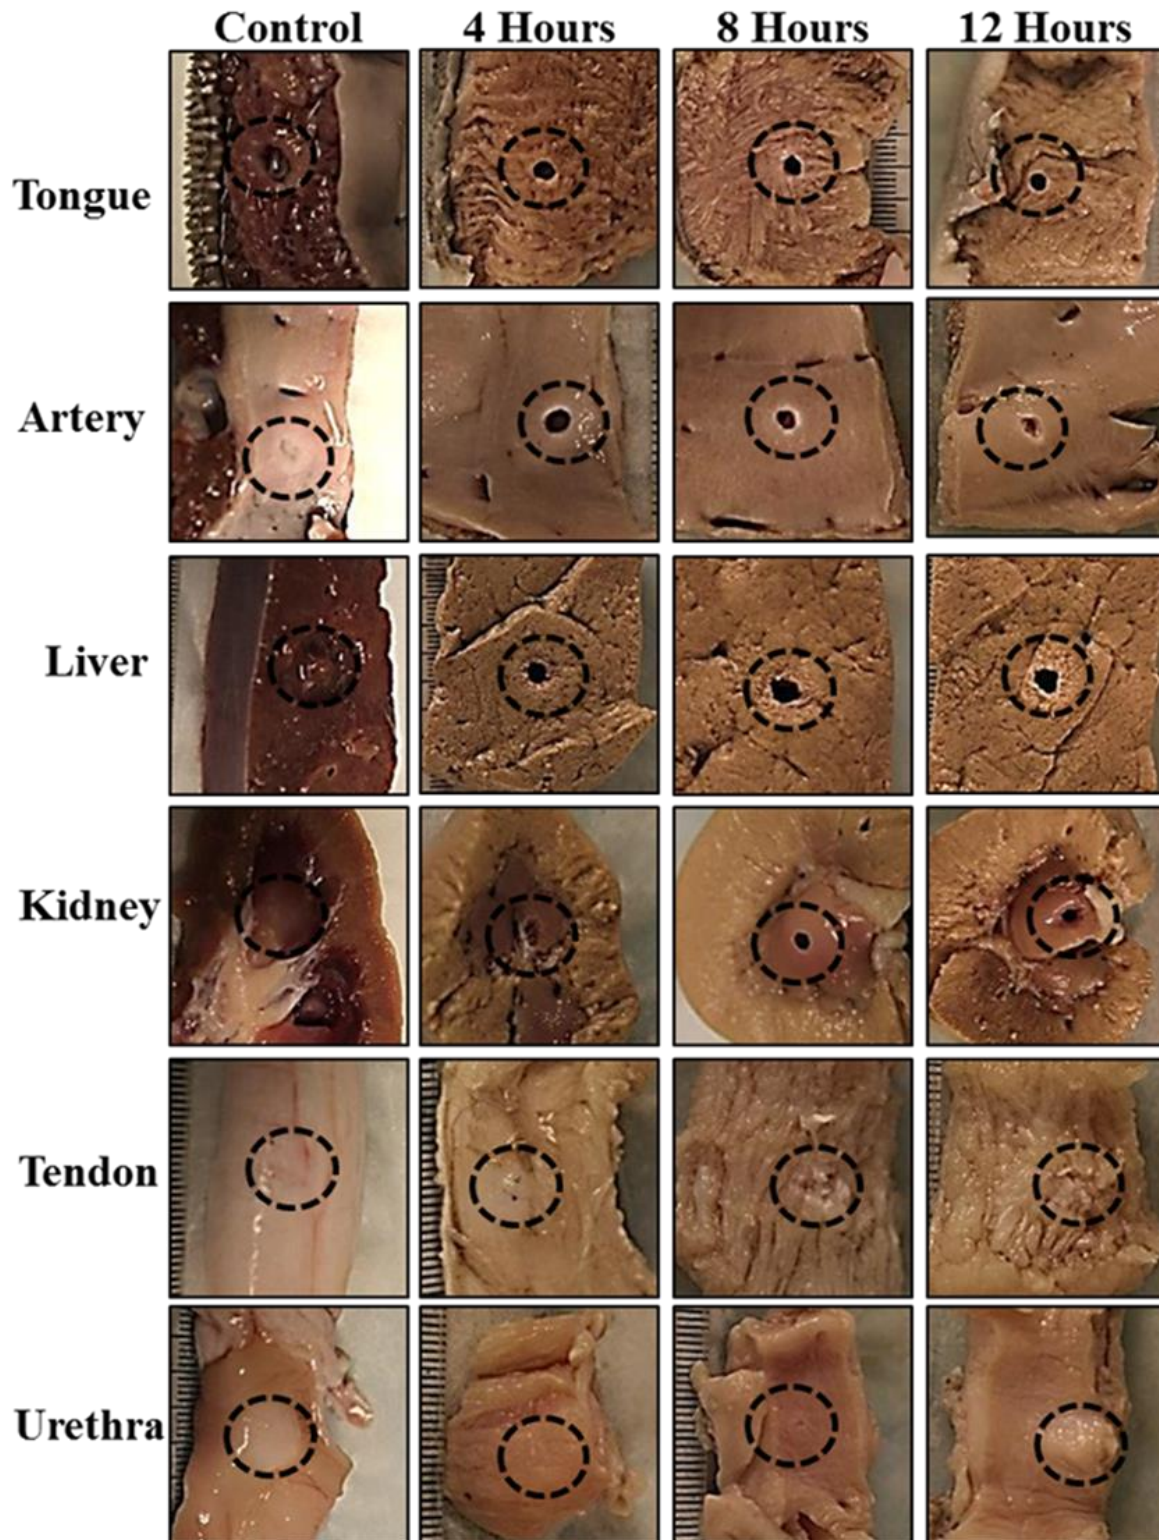 Control 4 Hours 8 Hours 12 Hours
Tongue
Artery
Liver
Kidney
Tendon
Urethra